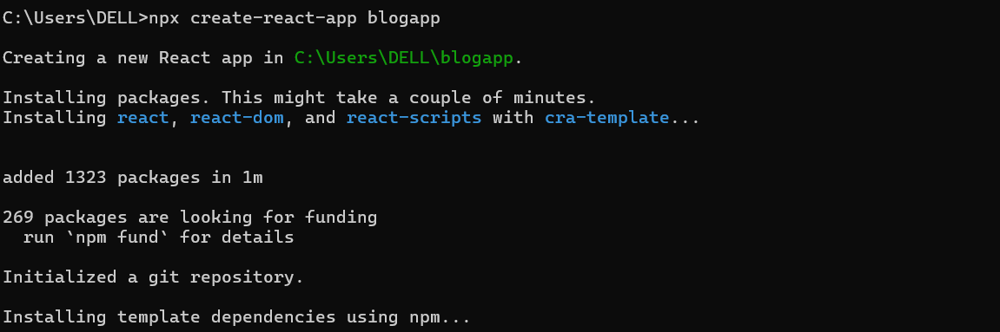 C:\Users\DELL>npx create-react-app blogapp
Creating a new React app in C:\Users\DELL\blogapp.
Installing packages. This might take a couple of minutes.
Installing react, react-dom, and react-scripts with cra-template...
added 1323 packages in 1m
269 packages are looking for funding
  run `npm fund` for details
Initialized a git repository.
Installing template dependencies using npm...